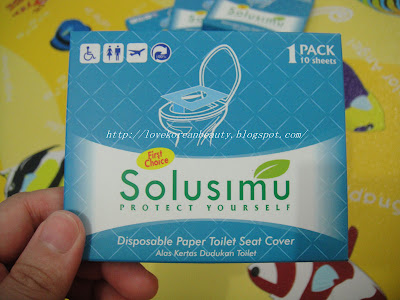 Solusimu
1 PACK
10 sheets
http://lovekoreanbeauty.blogspot.com/
First
Choice
Solusimu
PROTECT YOURSELF
Disposable Paper Toilet Seat Cover
Alas Kertas Dudukan Toilet